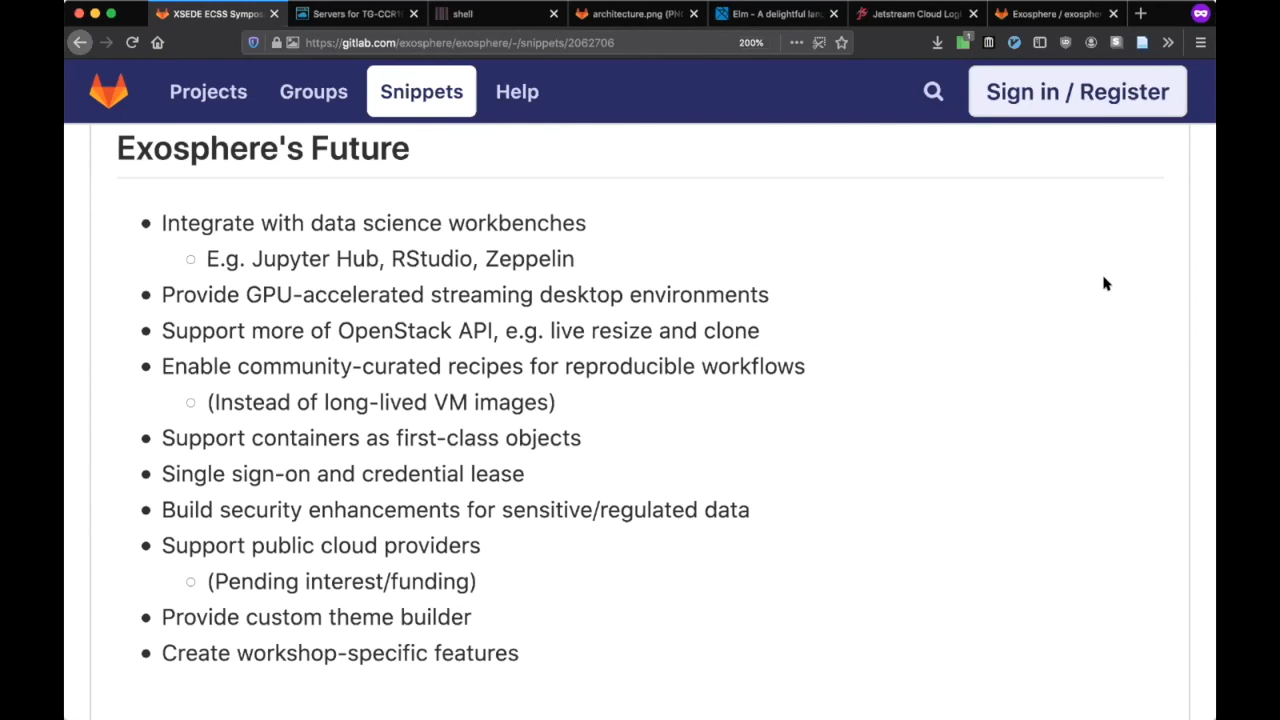 XSEDE ECSS Sympos
Servers for TG-CCR1
shell
architecture.png (PN
Elm - A delightful lan
Jetstream Cloud Logi
Exosphere / exosphe
https://gitlab.com/exosphere/exosphere/-/snippets/2062706
200%
1
Projects
Groups
Snippets
Help
Sign in / Register
Exosphere's Future
• Integrate with data science workbenches
○ E.g. Jupyter Hub, RStudio, Zeppelin
• Provide GPU-accelerated streaming desktop environments
• Support more of OpenStack API, e.g. live resize and clone
• Enable community-curated recipes for reproducible workflows
○ (Instead of long-lived VM images)
• Support containers as first-class objects
• Single sign-on and credential lease
• Build security enhancements for sensitive/regulated data
• Support public cloud providers
○ (Pending interest/funding)
• Provide custom theme builder
• Create workshop-specific features